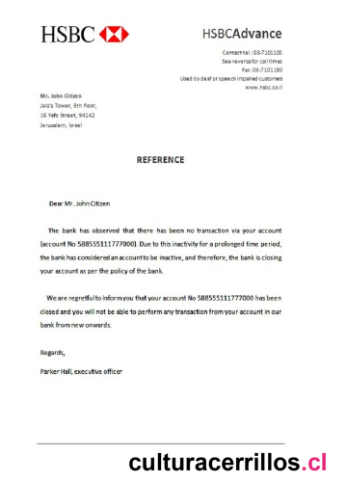 HSBC
HSBCAdvance
Contact tel.: 03-7101100
See reverse for call times
Fax: 03-7101180
Used by deaf or speech impaired customers
www.hsbc.co.il
Mr. John Citizen
Jala's Tower, 5th floor,
16 Yafo Street, 94142
Jerusalem, Israel
REFERENCE
Dear Mr. John Citizen
The bank has observed that there has been no transaction via your account
(account No 588555111777000). Due to this inactivity for a prolonged time period,
the bank has considered an account to be inactive, and therefore, the bank is closing
your account as per the policy of the bank.
We are regretful to inform you that your account No 588555111777000 has been
closed and you will not be able to perform any transaction from your account in our
bank from new onwards.
Regards,
Parker Hall, executive officer
culturacerrillos.cl